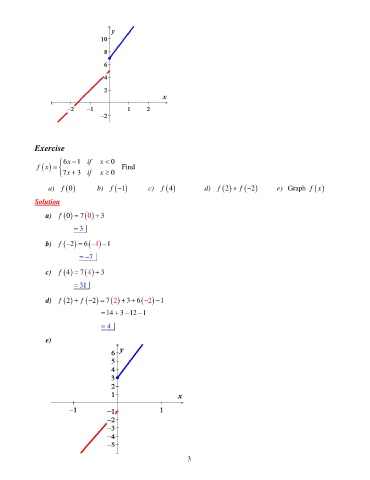 y
10
8
6
4
2
x
−2 −1 1 2
−2
Exercise
f(x) = { 6x − 1 if x < 0
7x + 3 if x ≥ 0 Find
a) f(0) b) f(−1) c) f(4) d) f(2) + f(−2) e) Graph f(x)
Solution
a) f(0) = 7(0) + 3
= 3
b) f(−2) = 6(−1) − 1
= −7
c) f(4) = 7(4) + 3
= 31
d) f(2) + f(−2) = 7(2) + 3 + 6(−2) − 1
= 14 + 3 − 12 − 1
= 4
e)
y
6
5
4
3
2
1
x
−1 1
−1
−2
−3
−4
−5
3